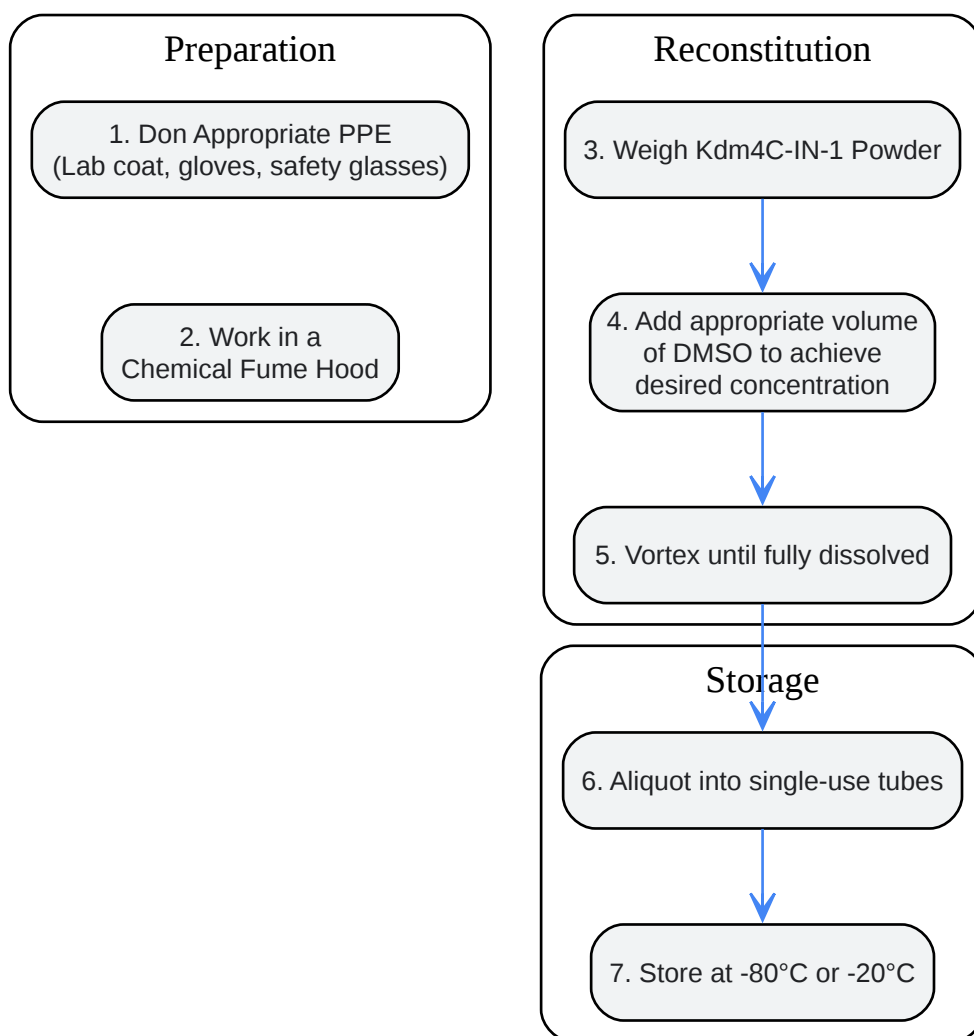 Preparation
1. Don Appropriate PPE
(Lab coat, gloves, safety glasses)
2. Work in a
Chemical Fume Hood
Reconstitution
3. Weigh Kdm4C-IN-1 Powder
4. Add appropriate volume
of DMSO to achieve
desired concentration
5. Vortex until fully dissolved
Storage
6. Aliquot into single-use tubes
7. Store at -80°C or -20°C